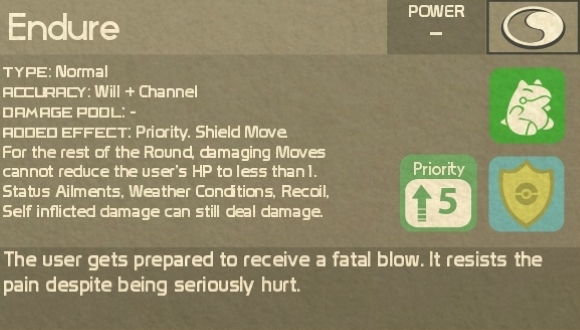 Endure
POWER
–
TYPE: Normal
ACCURACY: Will + Channel
DAMAGE POOL: -
ADDED EFFECT: Priority. Shield Move.
For the rest of the Round, damaging Moves
cannot reduce the user's HP to less than 1.
Status Ailments, Weather Conditions, Recoil,
Self inflicted damage can still deal damage.
Priority
5
The user gets prepared to receive a fatal blow. It resists the
pain despite being seriously hurt.